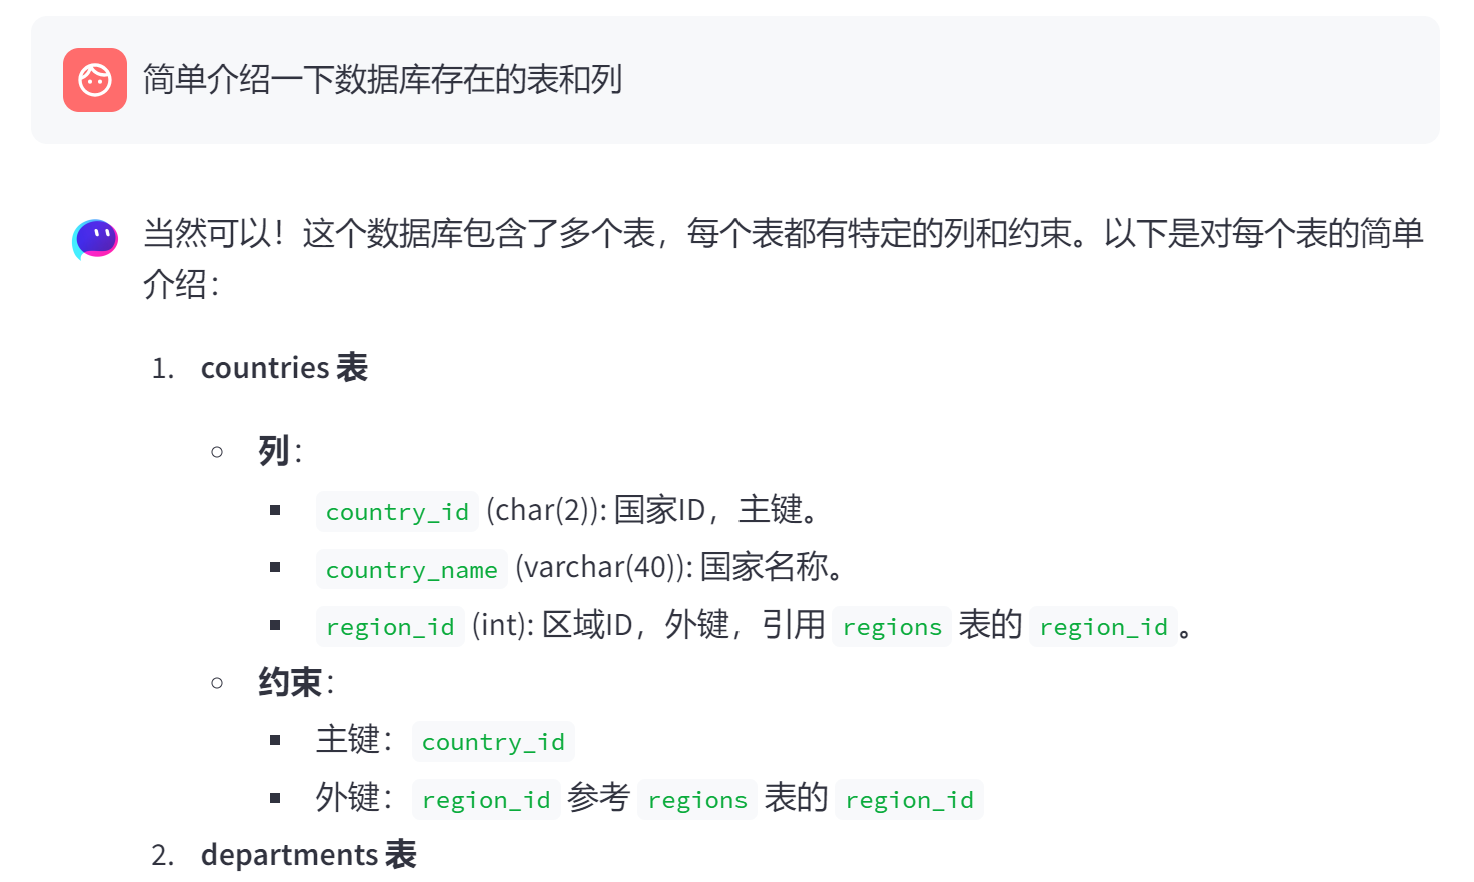 简单介绍一下数据库存在的表和列
当然可以！这个数据库包含了多个表，每个表都有特定的列和约束。以下是对每个表的简单
介绍：
1. countries 表
列：
country_id (char(2)): 国家ID，主键。
country_name (varchar(40)): 国家名称。
region_id (int): 区域ID，外键，引用 regions 表的 region_id 。
约束：
主键： country_id
外键： region_id 参考 regions 表的 region_id
2. departments 表